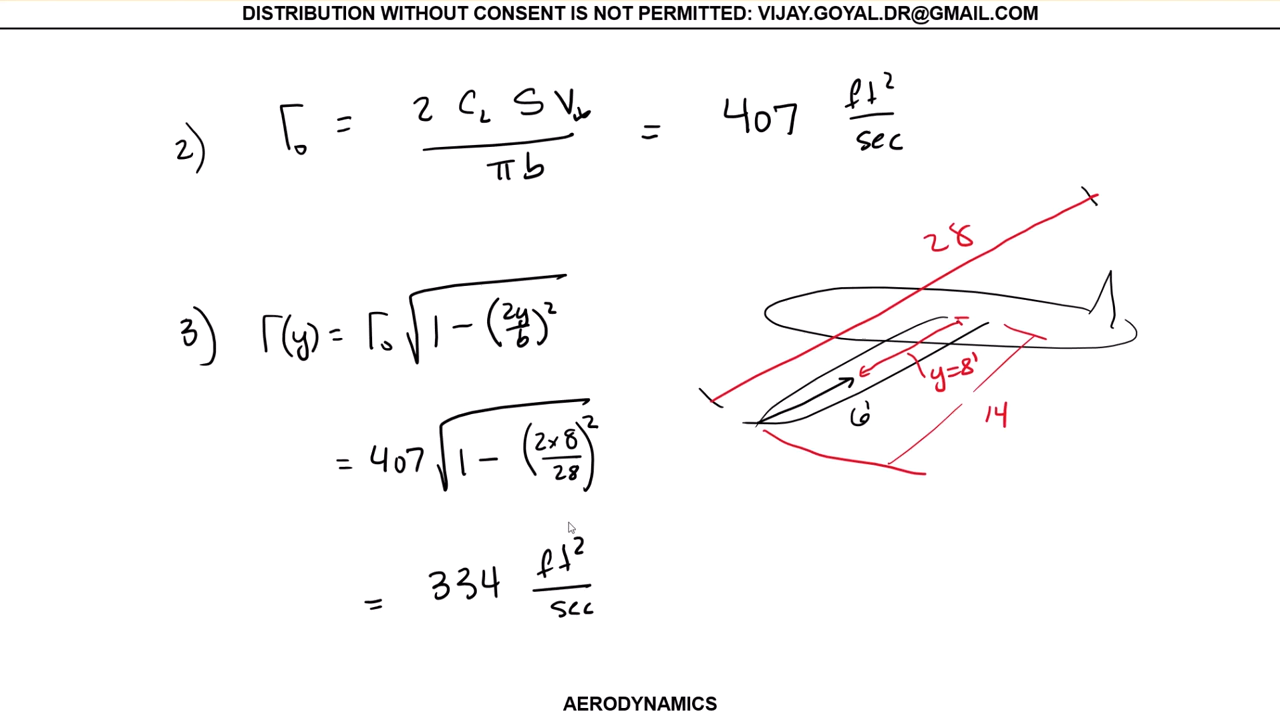 DISTRIBUTION WITHOUT CONSENT IS NOT PERMITTED: VIJAY.GOYAL.DR@GMAIL.COM
2) Γ₀ = 2 C_L S V_∞ / πb = 407 ft²/sec
28
3) Γ(y) = Γ₀ √(1 − (2y/b)²)
y=8'
6'
14
= 407 √(1 − (2×8/28)²)
= 334 ft²/sec
AERODYNAMICS